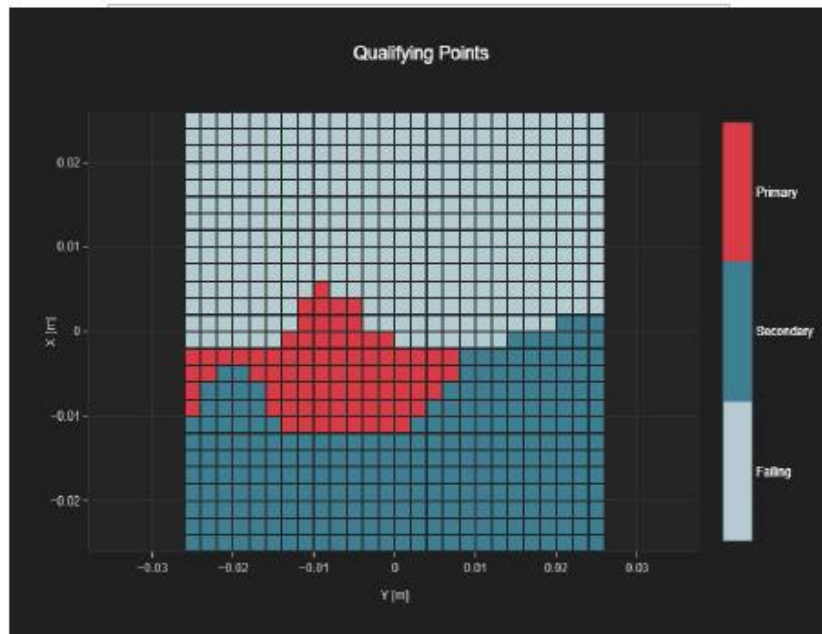 Qualifying Points
Primary
Secondary
Failing
X [m]
0.02
0.01
0
−0.01
−0.02
−0.03
−0.02
−0.01
0
0.01
0.02
0.03
Y [m]